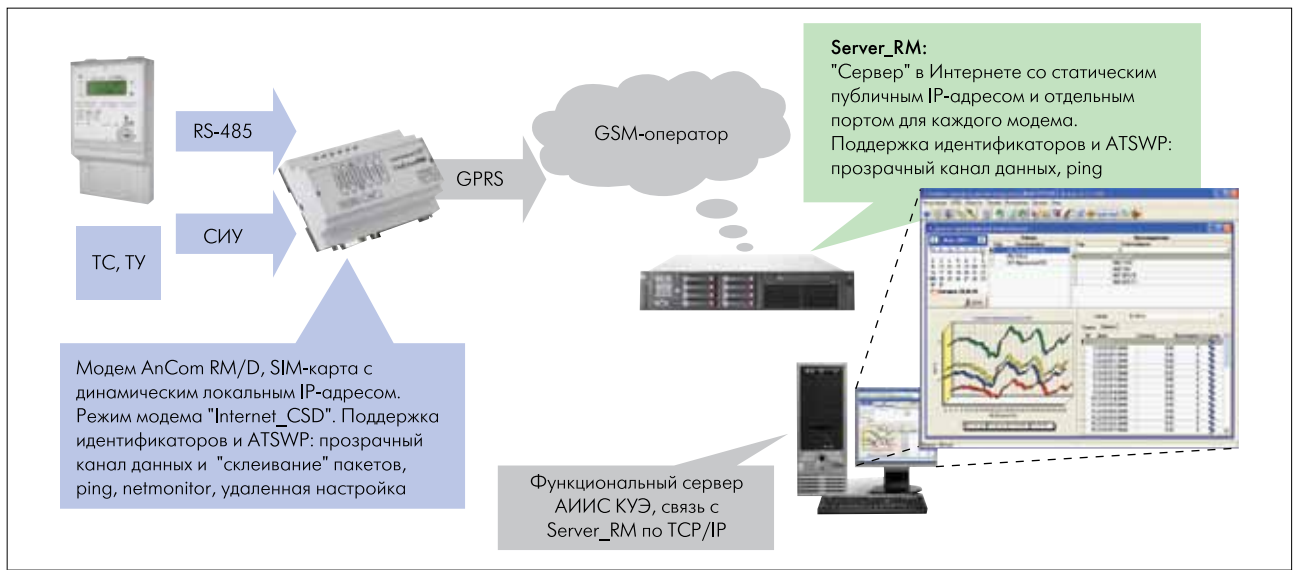 RS-485
СИУ
ТС, ТУ
GPRS
GSM-оператор
Server_RM:
"Сервер" в Интернете со статическим
публичным IP-адресом и отдельным
портом для каждого модема.
Поддержка идентификаторов и ATSWP:
прозрачный канал данных, ping
Модем AnCom RM/D, SIM-карта с
динамическим локальным IP-адресом.
Режим модема "Internet_CSD". Поддержка
идентификаторов и ATSWP: прозрачный
канал данных и "склеивание" пакетов,
ping, netmonitor, удаленная настройка
Функциональный сервер
АИИС КУЭ, связь с
Server_RM по TCP/IP